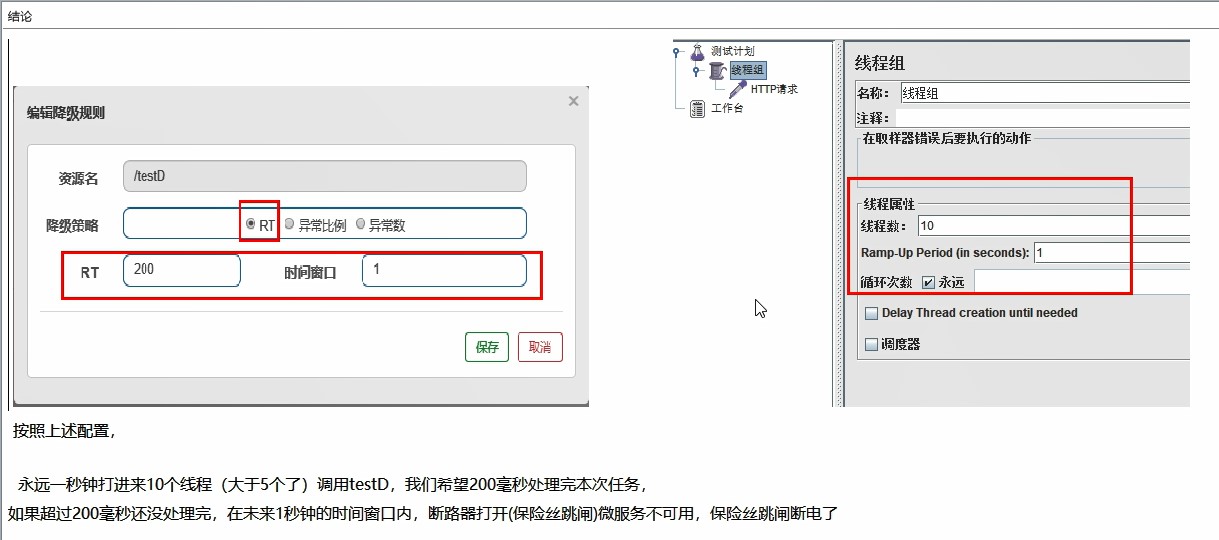 结论
编辑降级规则
×
资源名 /testD
降级策略 RT 异常比例 异常数
RT 200 时间窗口 1
保存 取消
测试计划
线程组
HTTP请求
工作台
线程组
名称： 线程组
注释：
在取样器错误后要执行的动作
线程属性
线程数： 10
Ramp-Up Period (in seconds): 1
循环次数 永远
Delay Thread creation until needed
调度器
按照上述配置，
永远一秒钟打进来10个线程（大于5个了）调用testD，我们希望200毫秒处理完本次任务，
如果超过200毫秒还没处理完，在未来1秒钟的时间窗口内，断路器打开(保险丝跳闸)微服务不可用，保险丝跳闸断电了